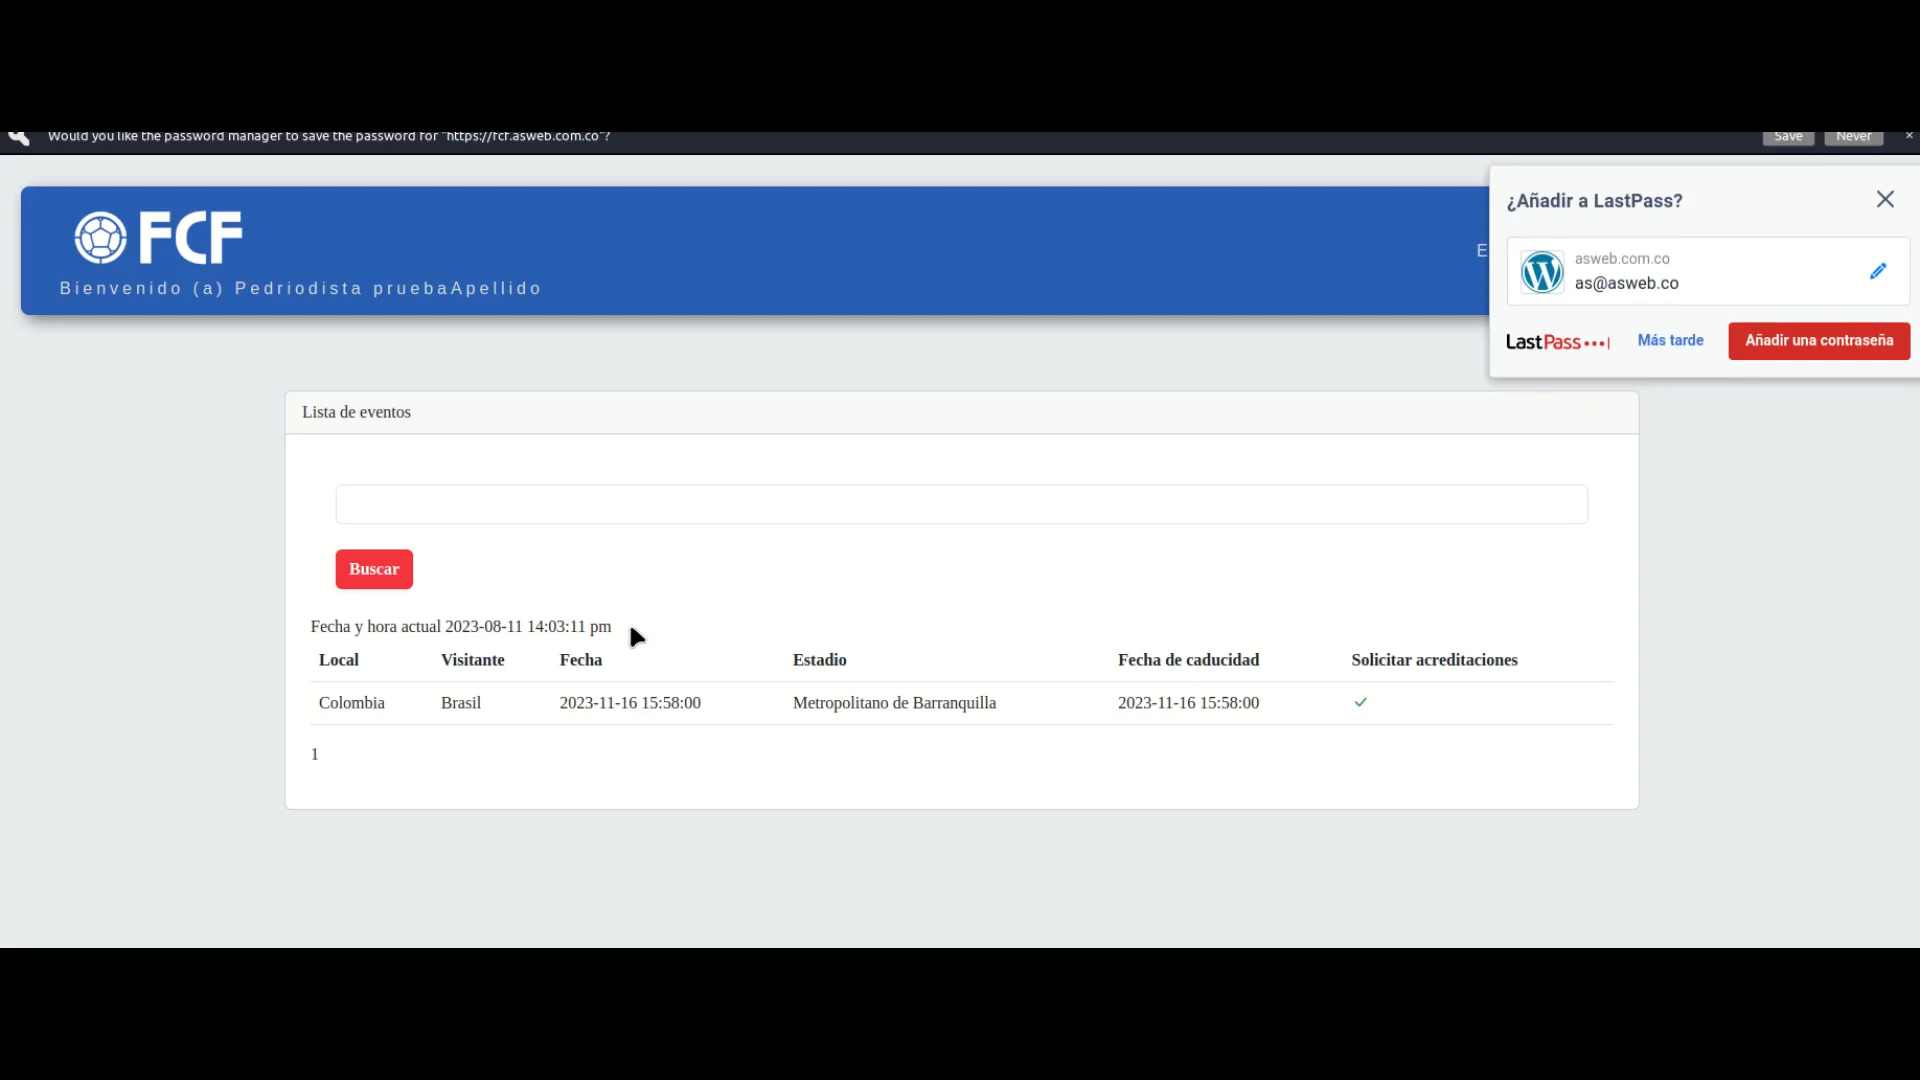 Would you like the password manager to save the password for "https://fcf.asweb.com.co"?
Save
Never
×
¿Añadir a LastPass?
asweb.com.co
as@asweb.co
LastPass
Más tarde
Añadir una contraseña
FCF
E
Bienvenido (a) Pedriodista pruebaApellido
Lista de eventos
Buscar
Fecha y hora actual 2023-08-11 14:03:11 pm
Local Visitante Fecha Estadio Fecha de caducidad Solicitar acreditaciones
Colombia Brasil 2023-11-16 15:58:00 Metropolitano de Barranquilla 2023-11-16 15:58:00
1